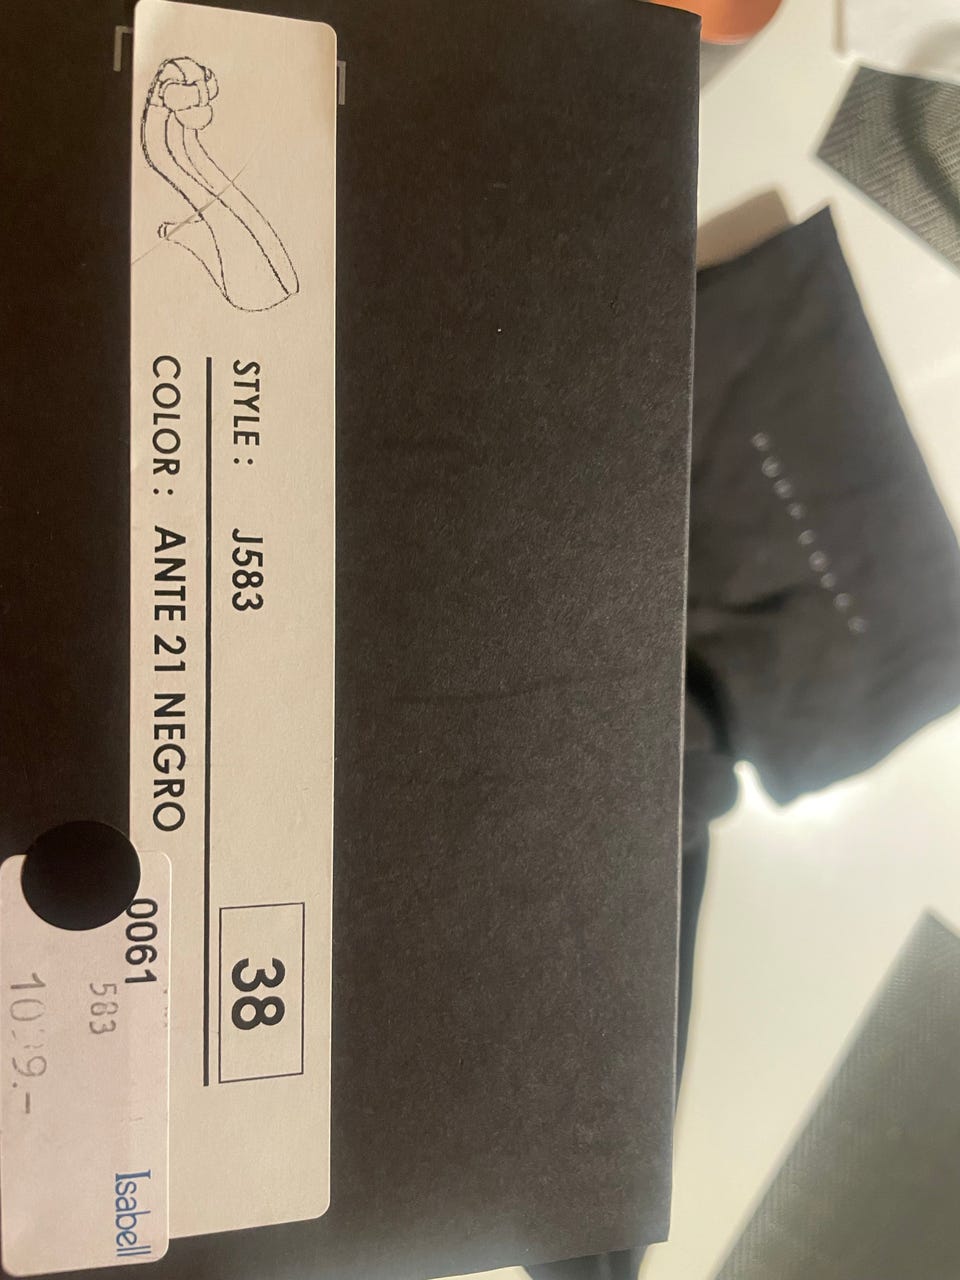 STYLE : J583
38
COLOR : ANTE 21 NEGRO
0061
583
Isabell